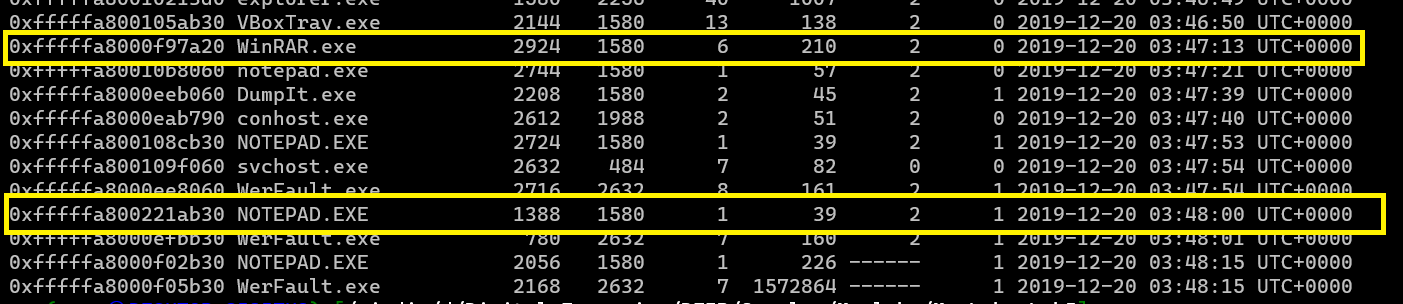 explorer.exe
0xfffffa800105ab30 VBoxTray.exe 2144 1580 13 138 2 0 2019-12-20 03:46:50 UTC+0000
0xfffffa8000f97a20 WinRAR.exe 2924 1580 6 210 2 0 2019-12-20 03:47:13 UTC+0000
0xfffffa80010b8060 notepad.exe 2744 1580 1 57 2 0 2019-12-20 03:47:21 UTC+0000
0xfffffa8000eeb060 DumpIt.exe 2208 1580 2 45 2 1 2019-12-20 03:47:39 UTC+0000
0xfffffa8000eab790 conhost.exe 2612 1988 2 51 2 0 2019-12-20 03:47:40 UTC+0000
0xfffffa800108cb30 NOTEPAD.EXE 2724 1580 1 39 2 1 2019-12-20 03:47:53 UTC+0000
0xfffffa800109f060 svchost.exe 2632 484 7 82 0 0 2019-12-20 03:47:54 UTC+0000
0xfffffa8000ee8060 WerFault.exe 2716 2632 8 161 2 1 2019-12-20 03:47:54 UTC+0000
0xfffffa800221ab30 NOTEPAD.EXE 1388 1580 1 39 2 1 2019-12-20 03:48:00 UTC+0000
0xfffffa8000efbb30 WerFault.exe 780 2632 7 160 2 1 2019-12-20 03:48:01 UTC+0000
0xfffffa8000f02b30 NOTEPAD.EXE 2056 1580 1 226 ------ 1 2019-12-20 03:48:15 UTC+0000
0xfffffa8000f05b30 WerFault.exe 2168 2632 7 1572864 ------ 1 2019-12-20 03:48:15 UTC+0000